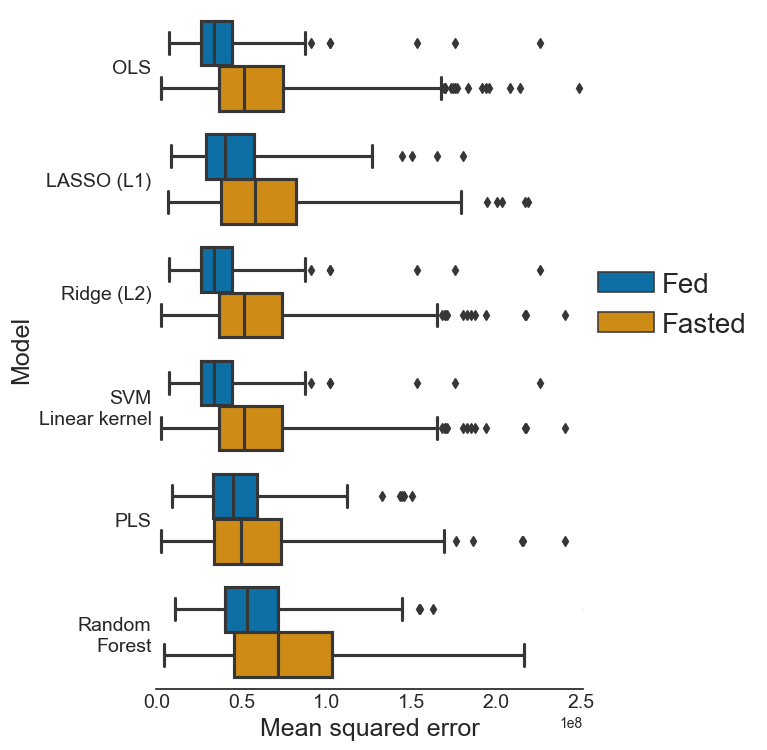 OLS
LASSO (L1)
Ridge (L2)
SVM
Linear kernel
PLS
Random
Forest
Model
Fed
Fasted
0.0 0.5 1.0 1.5 2.0 2.5
1e8
Mean squared error